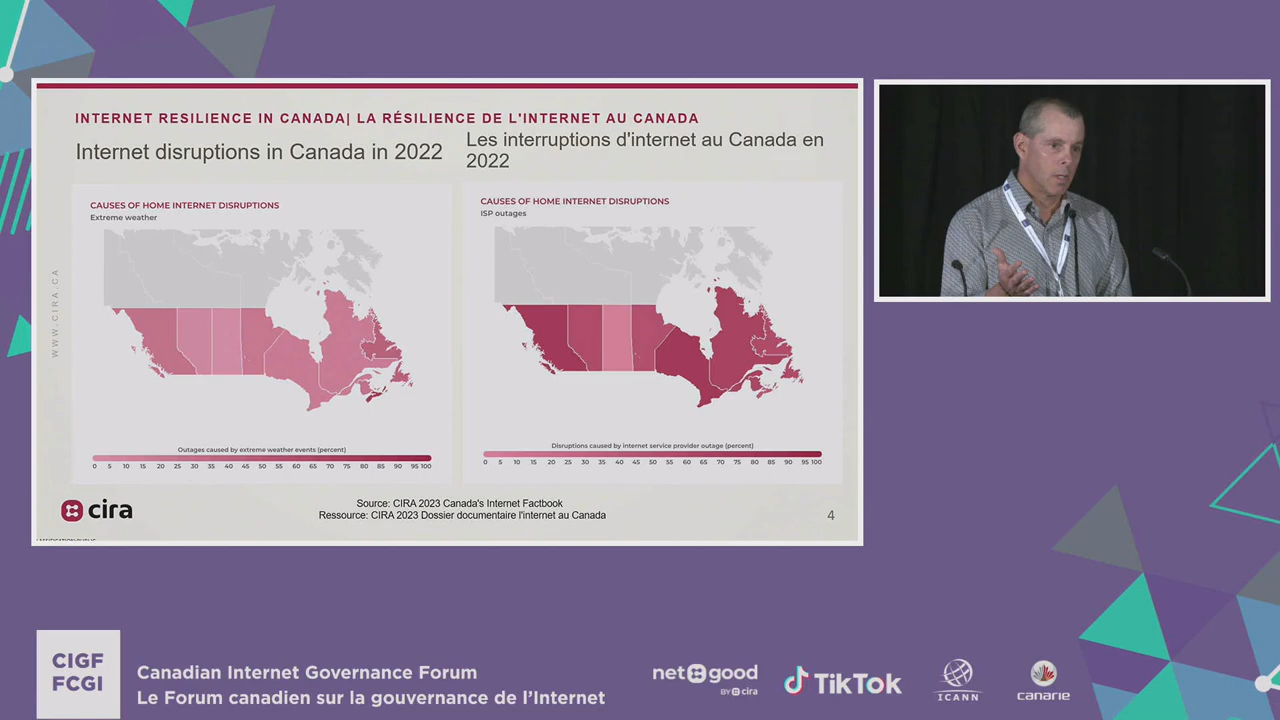 INTERNET RESILIENCE IN CANADA| LA RÉSILIENCE DE L'INTERNET AU CANADA
Internet disruptions in Canada in 2022
Les interruptions d'internet au Canada en
2022
CAUSES OF HOME INTERNET DISRUPTIONS
Extreme weather
Outages caused by extreme weather events (percent)
0 5 10 15 20 25 30 35 40 45 50 55 60 65 70 75 80 85 90 95 100
CAUSES OF HOME INTERNET DISRUPTIONS
ISP outages
Disruptions caused by internet service provider outage (percent)
0 5 10 15 20 25 30 35 40 45 50 55 60 65 70 75 80 85 90 95 100
WWW.CIRA.CA
cira
Source: CIRA 2023 Canada's Internet Factbook
Ressource: CIRA 2023 Dossier documentaire l'internet au Canada
4
CIGF
FCGI
Canadian Internet Governance Forum
Le Forum canadien sur la gouvernance de l'Internet
net good
BY cira
TikTok
ICANN
canarie